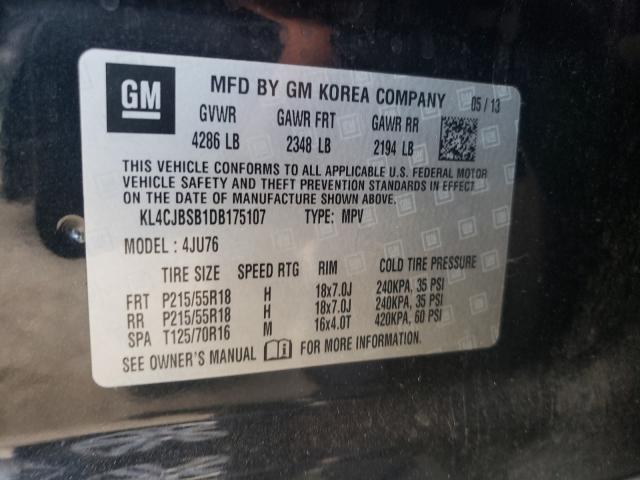 GM
MFD BY GM KOREA COMPANY 05/13
GVWR GAWR FRT GAWR RR
4286 LB 2348 LB 2194 LB
THIS VEHICLE CONFORMS TO ALL APPLICABLE U.S. FEDERAL MOTOR
VEHICLE SAFETY AND THEFT PREVENTION STANDARDS IN EFFECT
ON THE DATE OF MANUFACTURE SHOWN ABOVE.
KL4CJBSB1DB175107 TYPE: MPV
MODEL: 4JU76
TIRE SIZE SPEED RTG RIM COLD TIRE PRESSURE
FRT P215/55R18 H 18x7.0J 240KPA, 35 PSI
RR P215/55R18 H 18x7.0J 240KPA, 35 PSI
SPA T125/70R16 M 16x4.0T 420KPA, 60 PSI
SEE OWNER'S MANUAL FOR MORE INFORMATION.